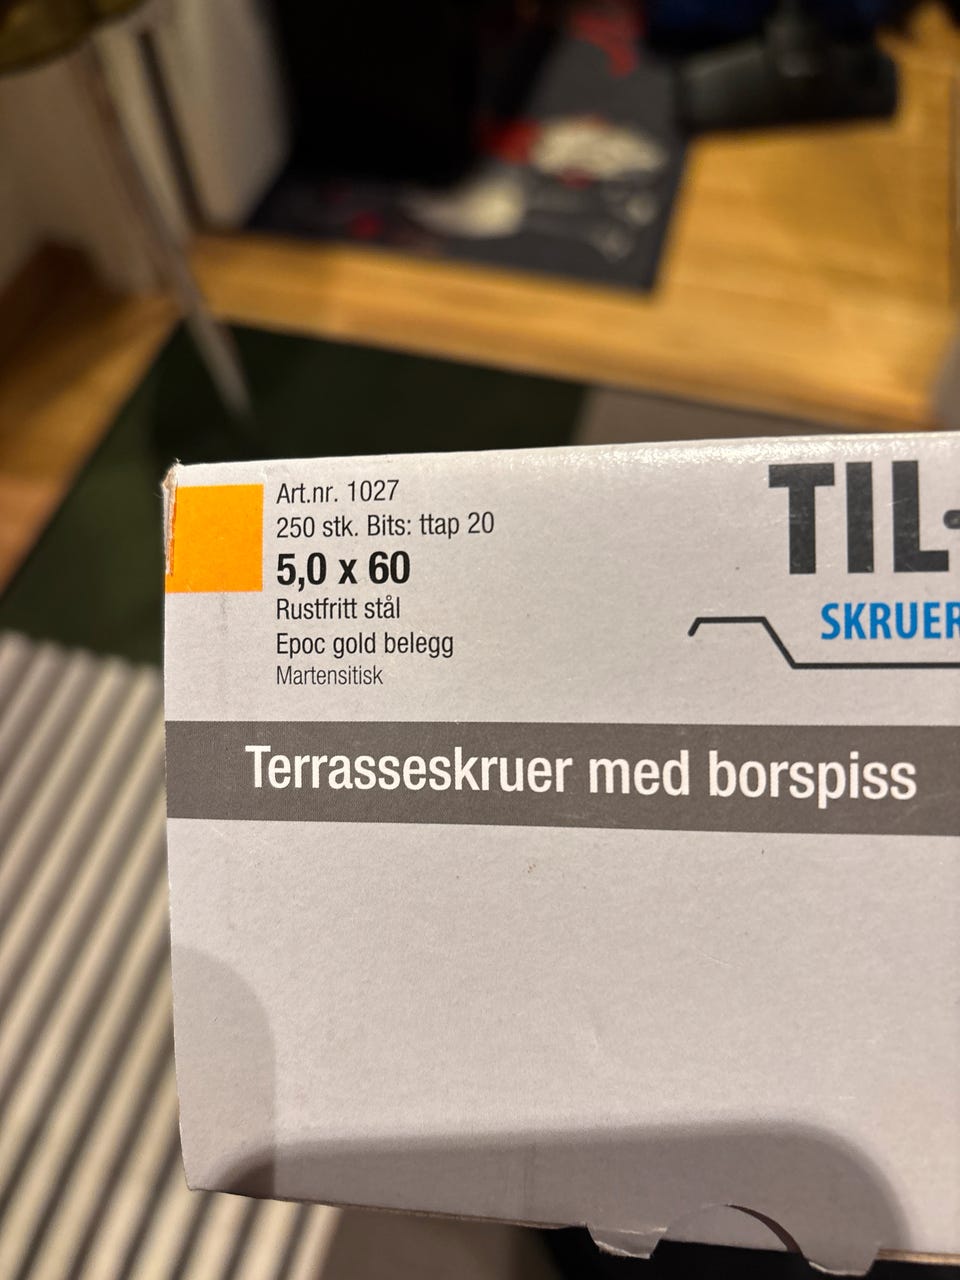 Art.nr. 1027
250 stk. Bits: ttap 20
5,0 x 60
Rustfritt stål
Epoc gold belegg
Martensitisk
TIL-
SKRUER
Terrasseskruer med borspiss